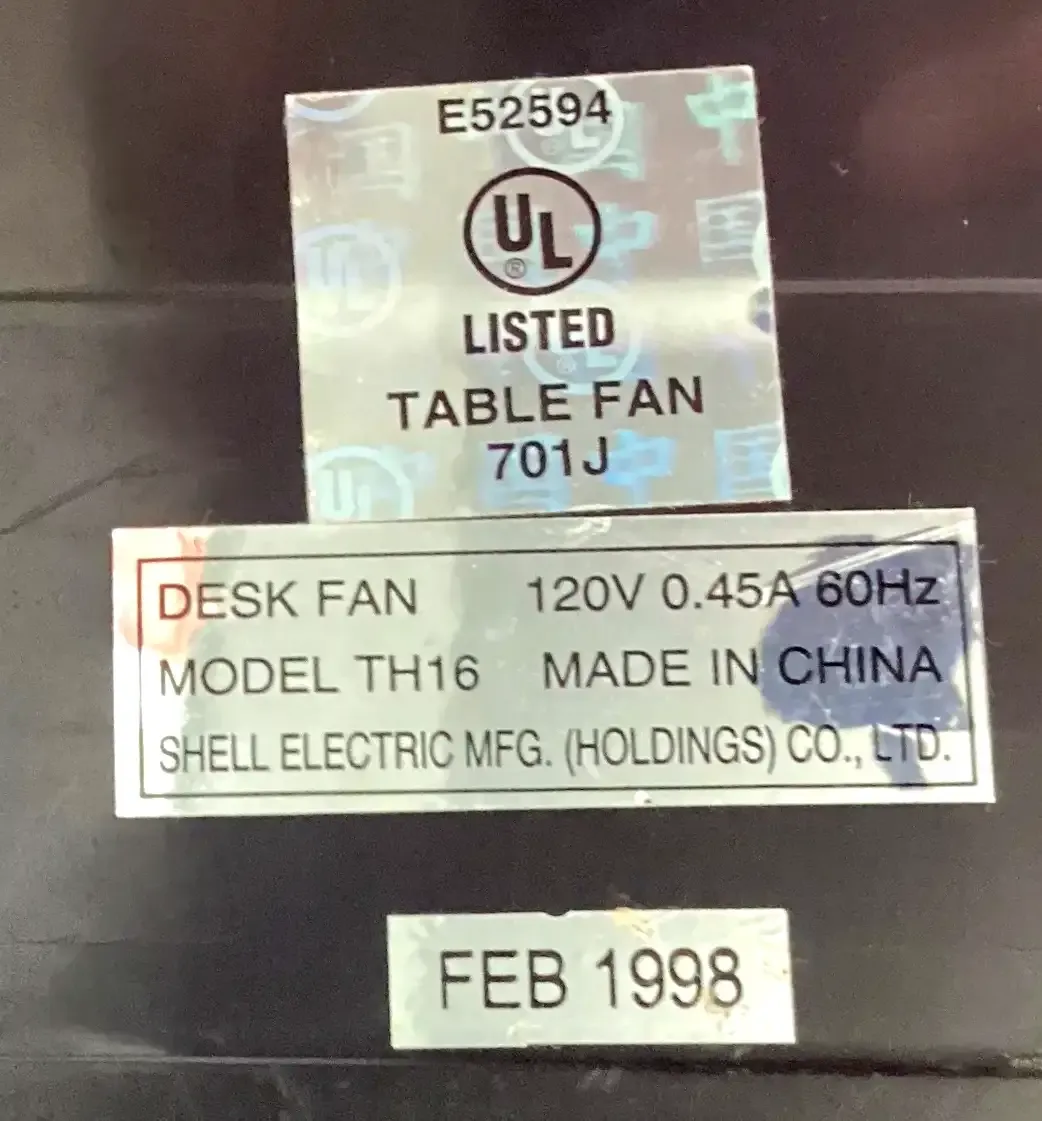 E52594
UL
®
LISTED
TABLE FAN
701J
DESK FAN 120V 0.45A 60Hz
MODEL TH16 MADE IN CHINA
SHELL ELECTRIC MFG. (HOLDINGS) CO., LTD.
FEB 1998